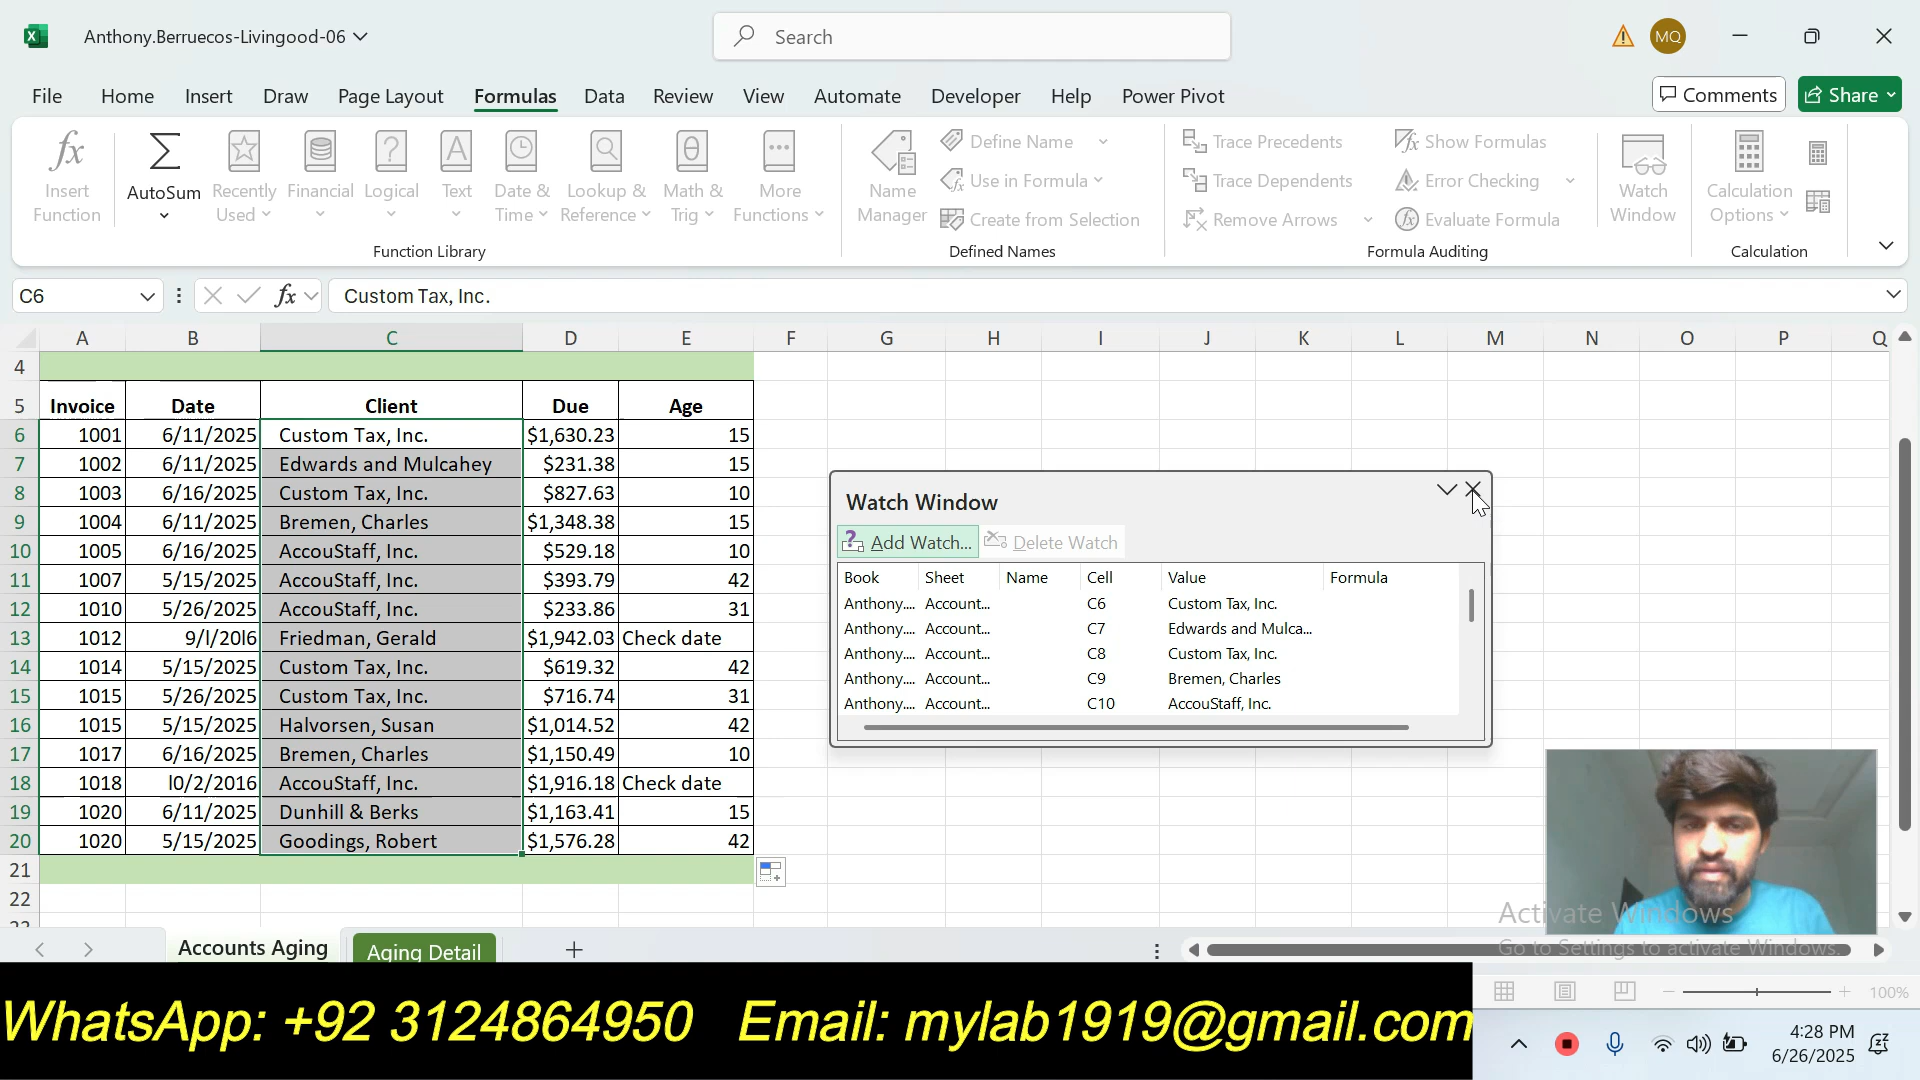 Anthony.Berruecos-Livingood-06
Search
MQ
File Home Insert Draw Page Layout Formulas Data Review View Automate Developer Help Power Pivot
Comments Share
Insert Function
AutoSum
Recently Used
Financial
Logical
Text
Date & Time
Lookup & Reference
Math & Trig
More Functions
Function Library
Name Manager
Define Name
Use in Formula
Create from Selection
Defined Names
Trace Precedents
Trace Dependents
Remove Arrows
Show Formulas
Error Checking
Evaluate Formula
Formula Auditing
Watch Window
Calculation Options
Calculation
C6 fx Custom Tax, Inc.
A B C D E F G H I J K L M N O P Q
4
5 Invoice Date Client Due Age
6 1001 6/11/2025 Custom Tax, Inc. $1,630.23 15
7 1002 6/11/2025 Edwards and Mulcahey $231.38 15
8 1003 6/16/2025 Custom Tax, Inc. $827.63 10
9 1004 6/11/2025 Bremen, Charles $1,348.38 15
10 1005 6/16/2025 AccouStaff, Inc. $529.18 10
11 1007 5/15/2025 AccouStaff, Inc. $393.79 42
12 1010 5/26/2025 AccouStaff, Inc. $233.86 31
13 1012 9/l/20l6 Friedman, Gerald $1,942.03 Check date
14 1014 5/15/2025 Custom Tax, Inc. $619.32 42
15 1015 5/26/2025 Custom Tax, Inc. $716.74 31
16 1015 5/15/2025 Halvorsen, Susan $1,014.52 42
17 1017 6/16/2025 Bremen, Charles $1,150.49 10
18 1018 l0/2/2016 AccouStaff, Inc. $1,916.18 Check date
19 1020 6/11/2025 Dunhill & Berks $1,163.41 15
20 1020 5/15/2025 Goodings, Robert $1,576.28 42
21
22
Watch Window
Add Watch... Delete Watch
Book Sheet Name Cell Value Formula
Anthony.... Account... C6 Custom Tax, Inc.
Anthony.... Account... C7 Edwards and Mulca...
Anthony.... Account... C8 Custom Tax, Inc.
Anthony.... Account... C9 Bremen, Charles
Anthony.... Account... C10 AccouStaff, Inc.
Activate Windows
Go to Settings to activate Windows.
Accounts Aging Aging Detail
100%
WhatsApp: +92 3124864950 Email: mylab1919@gmail.com
4:28 PM
6/26/2025